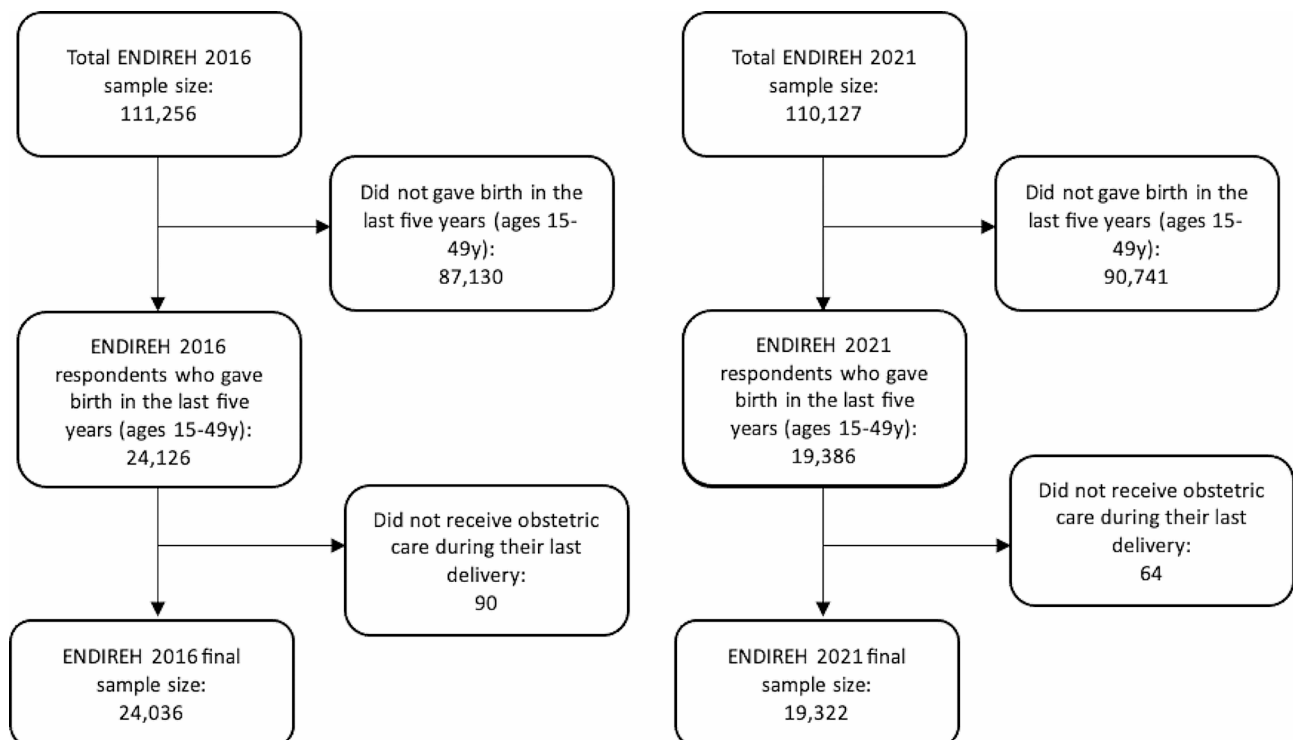 Total ENDIREH 2016
sample size:
111,256
Did not gave birth in the
last five years (ages 15-
49y):
87,130
ENDIREH 2016
respondents who gave
birth in the last five
years (ages 15-49y):
24,126
Did not receive obstetric
care during their last
delivery:
90
ENDIREH 2016 final
sample size:
24,036
Total ENDIREH 2021
sample size:
110,127
Did not gave birth in the
last five years (ages 15-
49y):
90,741
ENDIREH 2021
respondents who gave
birth in the last five
years (ages 15-49y):
19,386
Did not receive obstetric
care during their last
delivery:
64
ENDIREH 2021 final
sample size:
19,322